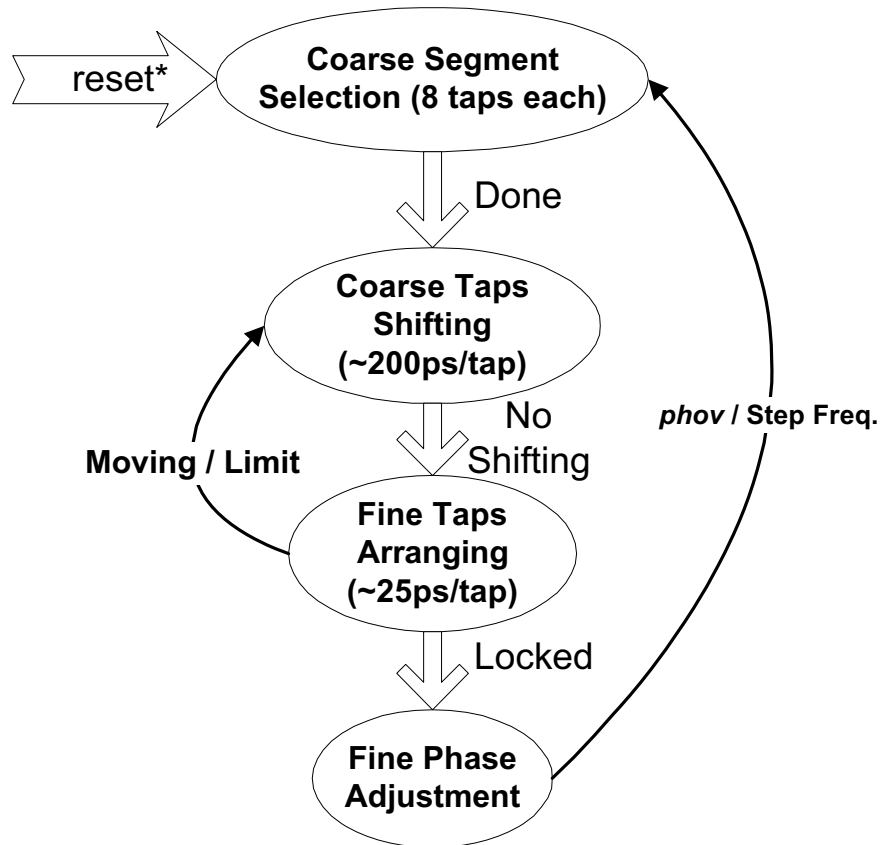 reset*
Coarse Segment
Selection (8 taps each)
Done
Coarse Taps
Shifting
(~200ps/tap)
No
Shifting
phov / Step Freq.
Moving / Limit
Fine Taps
Arranging
(~25ps/tap)
Locked
Fine Phase
Adjustment